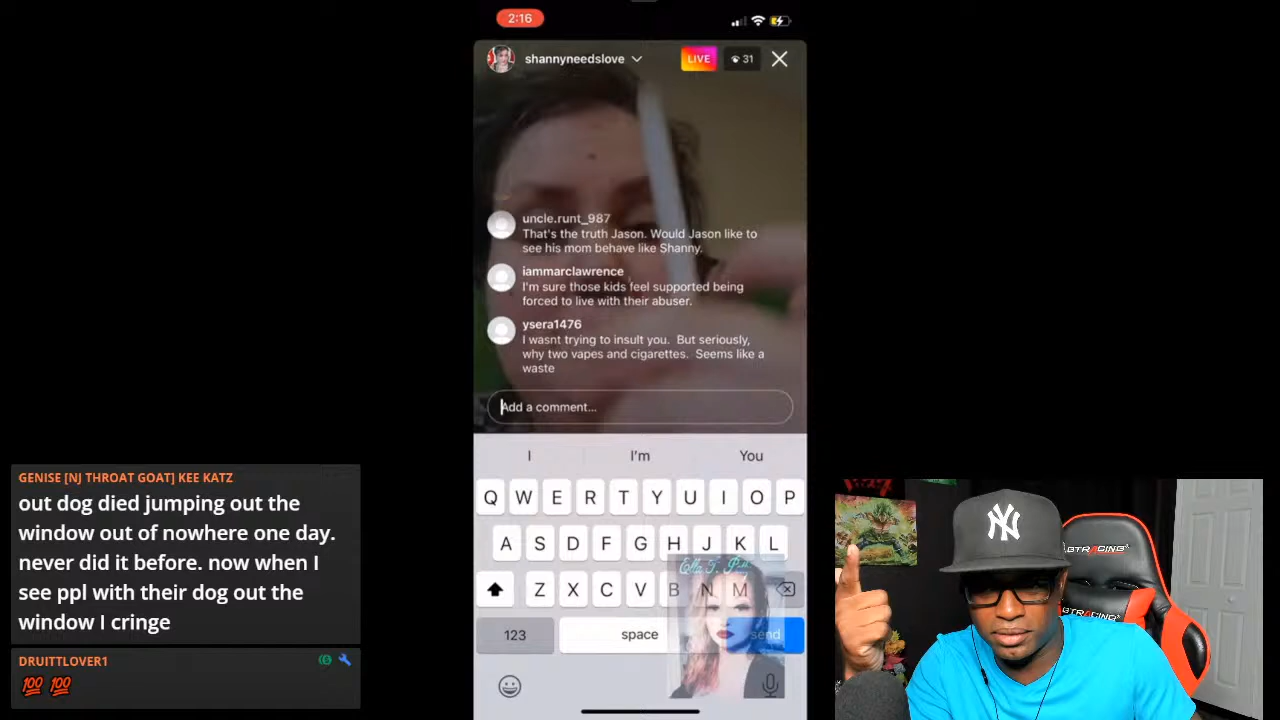 2:16
shannyneedslove
LIVE
31
uncle.runt_987
That's the truth Jason. Would Jason like to
see his mom behave like Shanny.
iammarclawrence
I'm sure those kids feel supported being
forced to live with their abuser.
ysera1476
I wasnt trying to insult you. But seriously,
why two vapes and cigarettes. Seems like a
waste
Add a comment...
I I'm You
Q W E R T Y U I O P
A S D F G H J K L
Z X C V B N M
123 space send
GENISE [NJ THROAT GOAT] KEE KATZ
out dog died jumping out the
window out of nowhere one day.
never did it before. now when I
see ppl with their dog out the
window I cringe
DRUITTLOVER1
💯 💯
NY
GTRACING
GTRACING